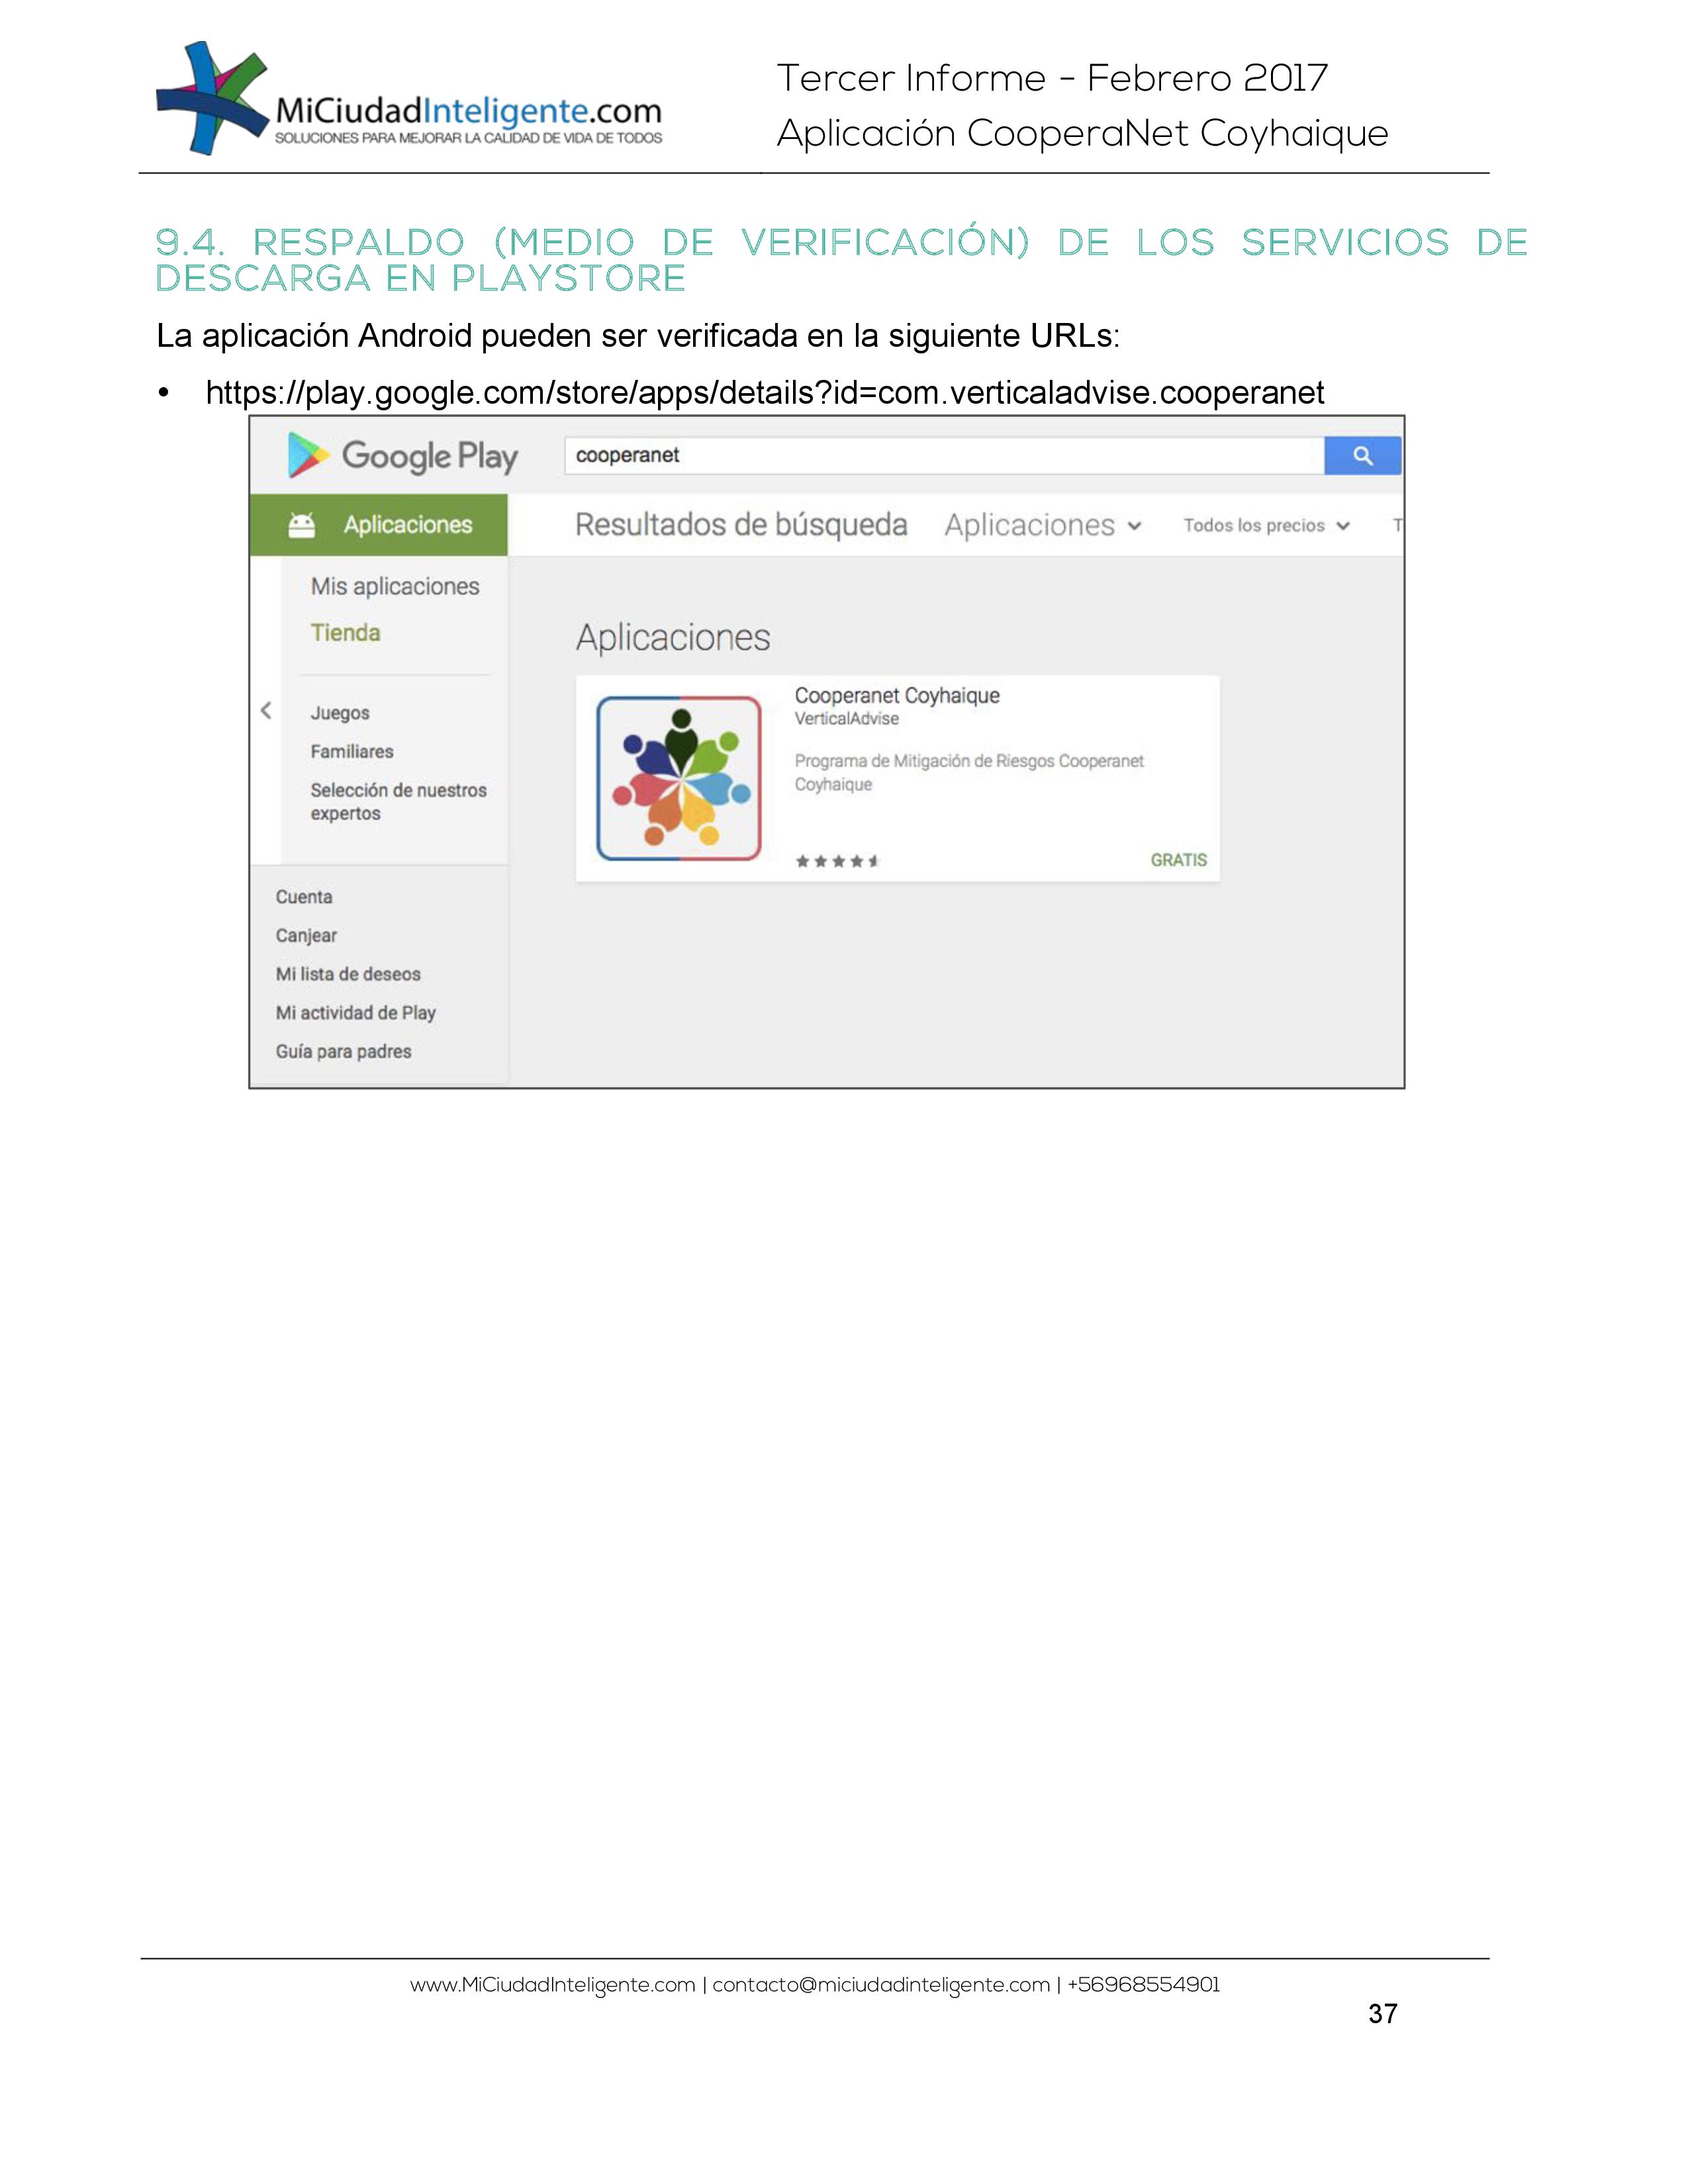 MiCiudadInteligente.com
SOLUCIONES PARA MEJORAR LA CALIDAD DE VIDA DE TODOS
Tercer Informe - Febrero 2017
Aplicación CooperaNet Coyhaique
9.4. RESPALDO (MEDIO DE VERIFICACIÓN) DE LOS SERVICIOS DE
DESCARGA EN PLAYSTORE
La aplicación Android pueden ser verificada en la siguiente URLs:
• https://play.google.com/store/apps/details?id=com.verticaladvise.cooperanet
Google Play
cooperanet
Aplicaciones
Resultados de búsqueda Aplicaciones Todos los precios T
Mis aplicaciones
Tienda
Juegos
Familiares
Selección de nuestros
expertos
Cuenta
Canjear
Mi lista de deseos
Mi actividad de Play
Guía para padres
Aplicaciones
Cooperanet Coyhaique
VerticalAdvise
Programa de Mitigación de Riesgos Cooperanet
Coyhaique
GRATIS
www.MiCiudadInteligente.com | contacto@miciudadinteligente.com | +56968554901
37